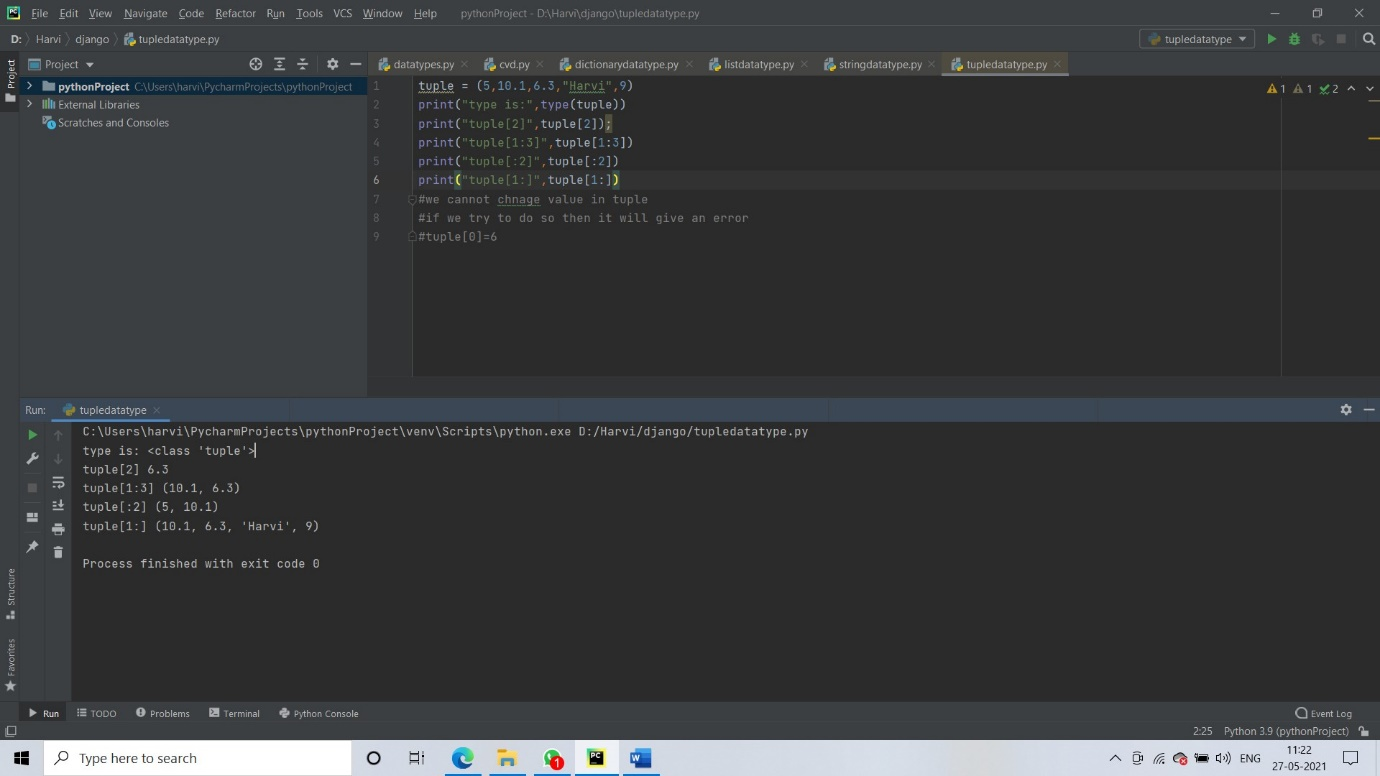 File Edit View Navigate Code Refactor Run Tools VCS Window Help pythonProject - D:\Harvi\django\tupledatatype.py
D: Harvi django tupledatatype.py tupledatatype
Project
Project
datatypes.py cvd.py dictionarydatatype.py listdatatype.py stringdatatype.py tupledatatype.py
pythonProject C:\Users\harvi\PycharmProjects\pythonProject
External Libraries
Scratches and Consoles
1 tuple = (5,10.1,6.3,"Harvi",9)
2 print("type is:",type(tuple))
3 print("tuple[2]",tuple[2]);
4 print("tuple[1:3]",tuple[1:3])
5 print("tuple[:2]",tuple[:2])
6 print("tuple[1:]",tuple[1:])
7 #we cannot chnage value in tuple
8 #if we try to do so then it will give an error
9 #tuple[0]=6
1 1 2
Run: tupledatatype
C:\Users\harvi\PycharmProjects\pythonProject\venv\Scripts\python.exe D:/Harvi/django/tupledatatype.py
type is: <class 'tuple'>
tuple[2] 6.3
tuple[1:3] (10.1, 6.3)
tuple[:2] (5, 10.1)
tuple[1:] (10.1, 6.3, 'Harvi', 9)
Process finished with exit code 0
Structure
Favorites
Run TODO Problems Terminal Python Console Event Log
2:25 Python 3.9 (pythonProject)
Type here to search
1
PC
W
ENG
11:22
27-05-2021